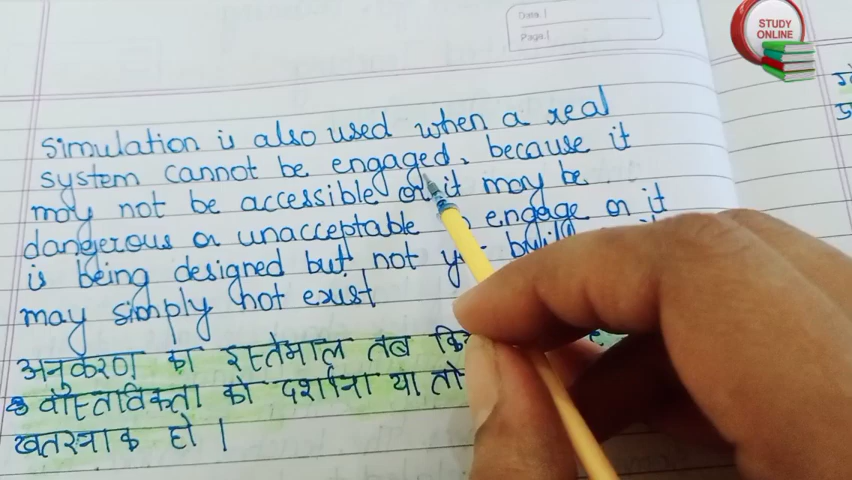 Date |
Page |
STUDY
ONLINE
Simulation is also used when a real
system cannot be engaged, because it
may not be accessible or it may be
dangerous or unacceptable engage or it
is being designed but not build
may simply not exist
अनुकरण का इस्तेमाल तब
वास्तविकता को दर्शाना या तो
खतरनाक हो ।